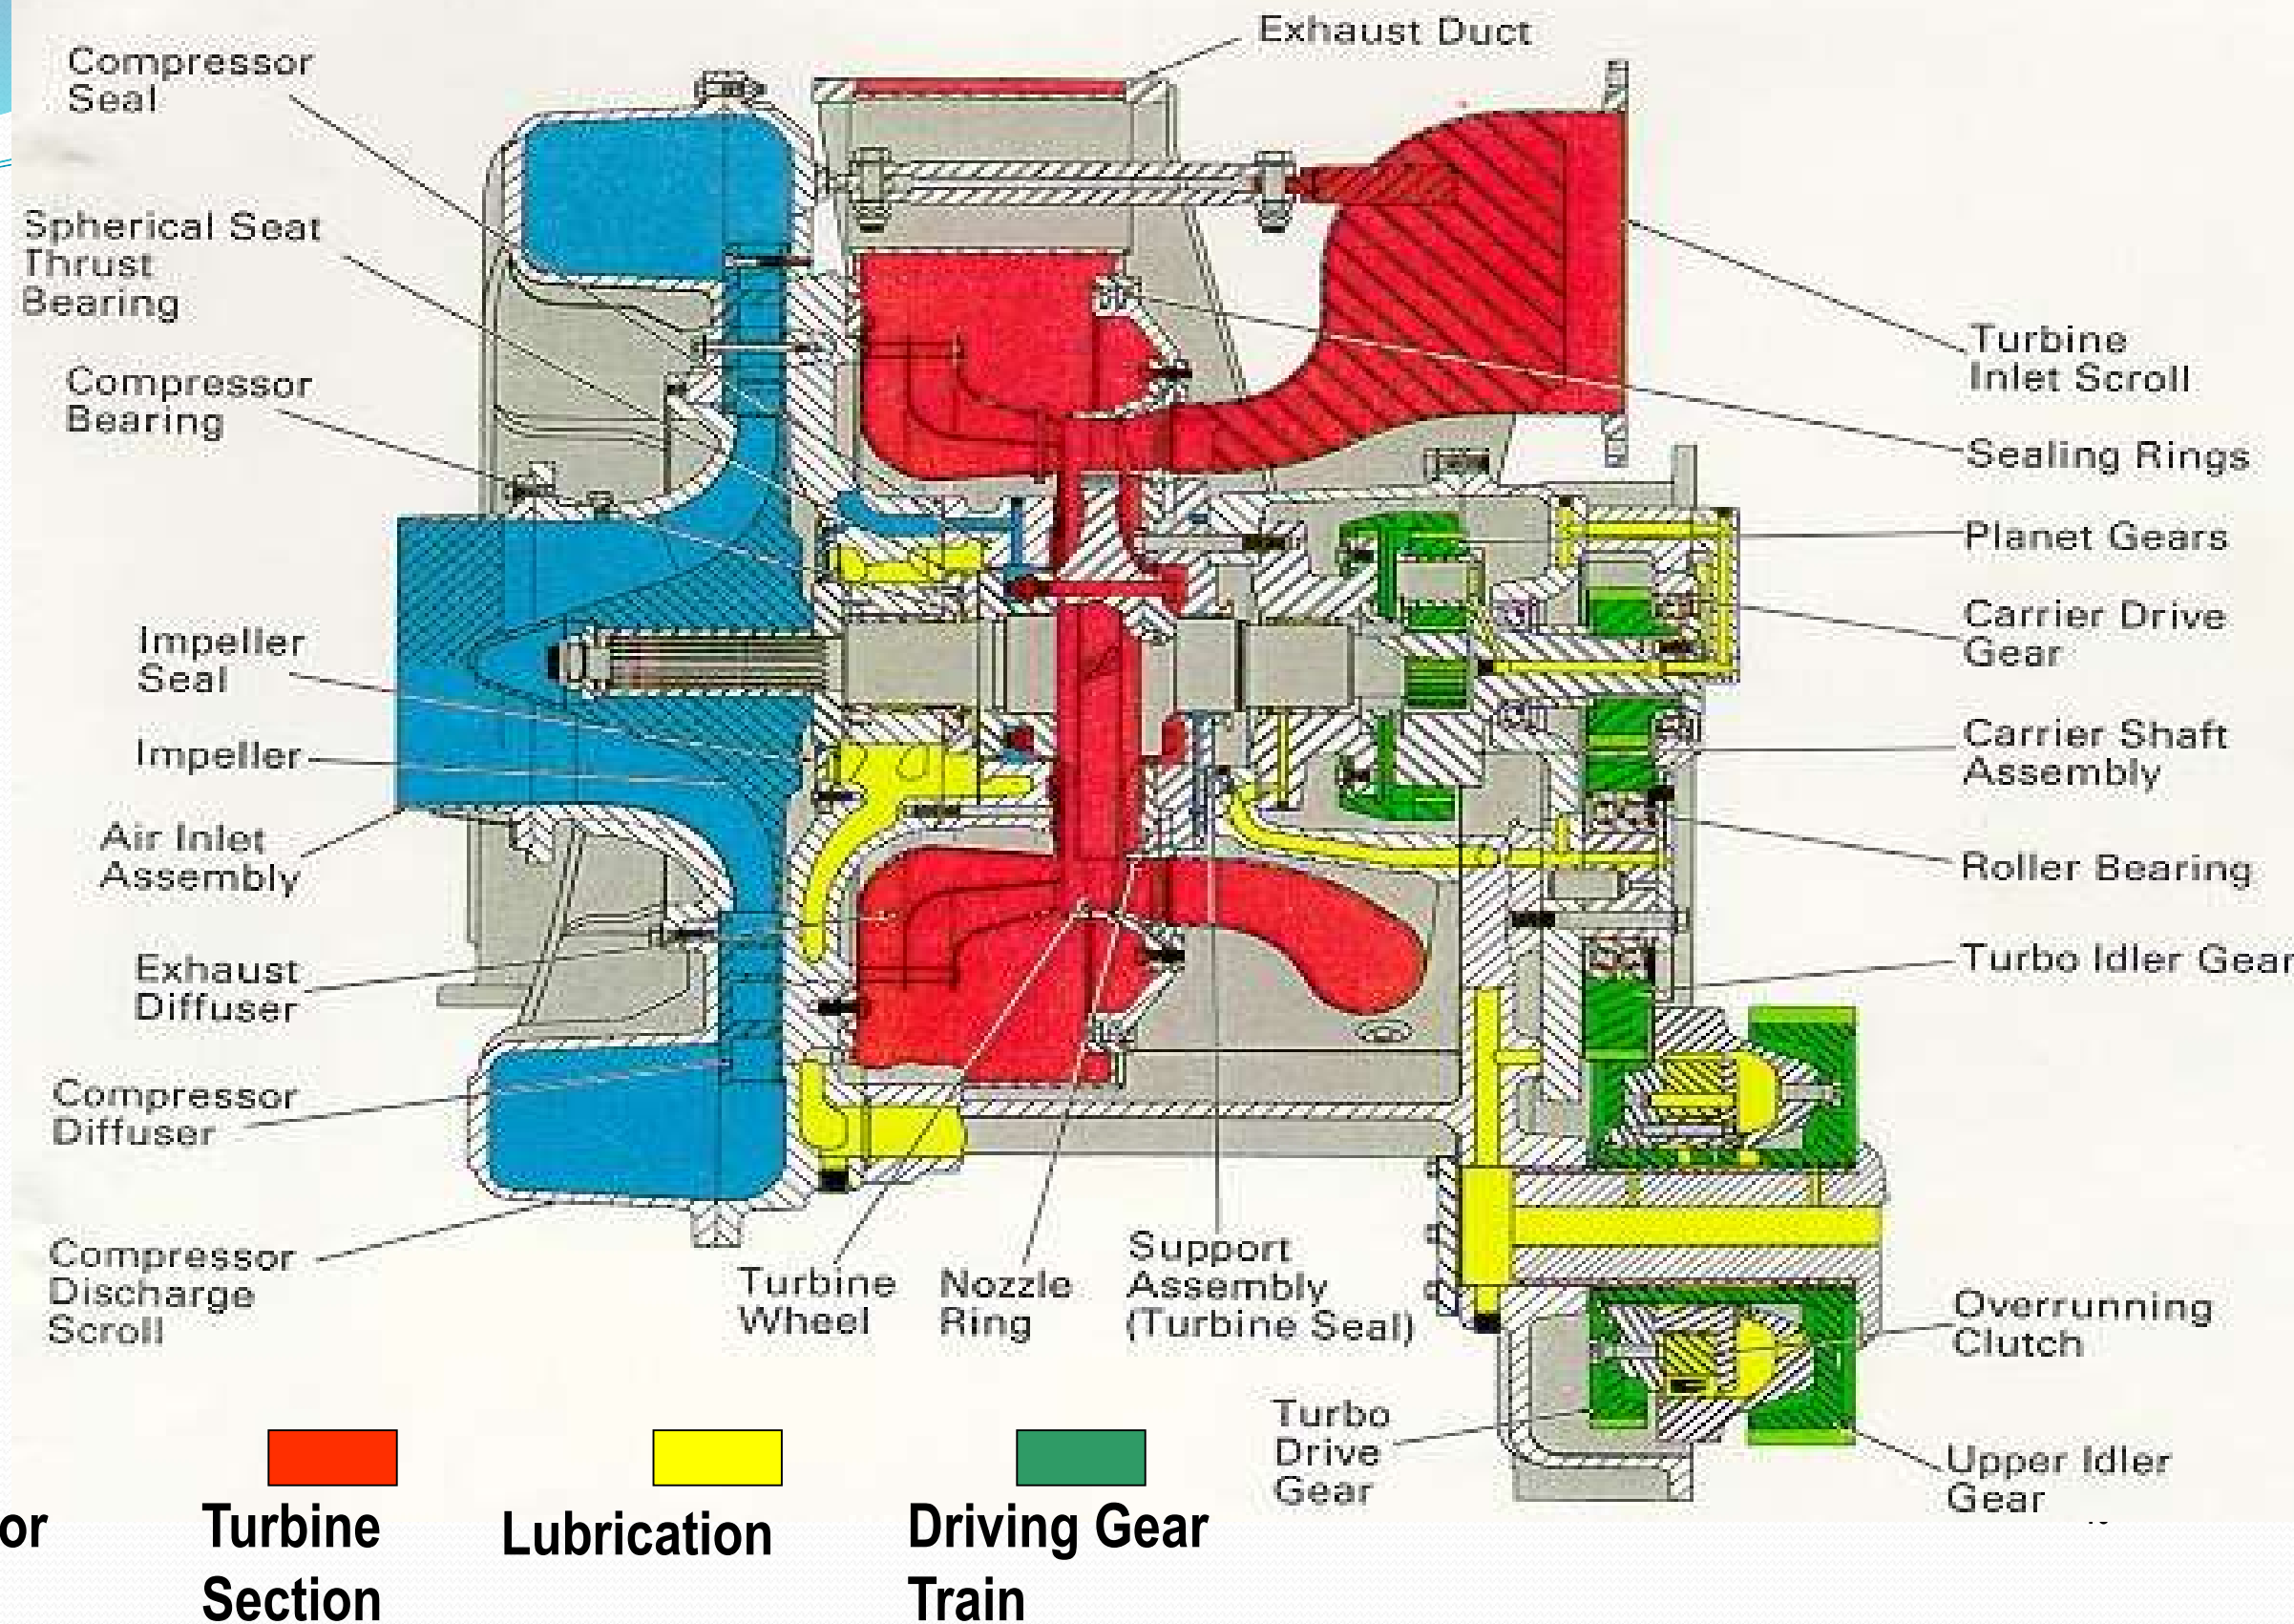 Exhaust Duct
Compressor
Seal
Spherical Seat
Thrust
Bearing
Compressor
Bearing
Impeller
Seal
Impeller
Air Inlet
Assembly
Exhaust
Diffuser
Compressor
Diffuser
Compressor
Discharge
Scroll
Turbine
Inlet Scroll
Sealing Rings
Planet Gears
Carrier Drive
Gear
Carrier Shaft
Assembly
Roller Bearing
Turbo Idler Gear
Overrunning
Clutch
Upper Idler
Gear
Turbine
Wheel
Nozzle
Ring
Support
Assembly
(Turbine Seal)
Turbo
Drive
Gear
or
Turbine
Section
Lubrication
Driving Gear
Train